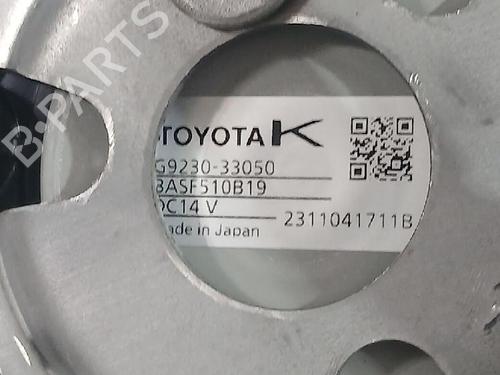 B-PARTS
TOYOTA K
G9230-33050
BASF510B19
DC14 V
ade in Japan 2311041711B